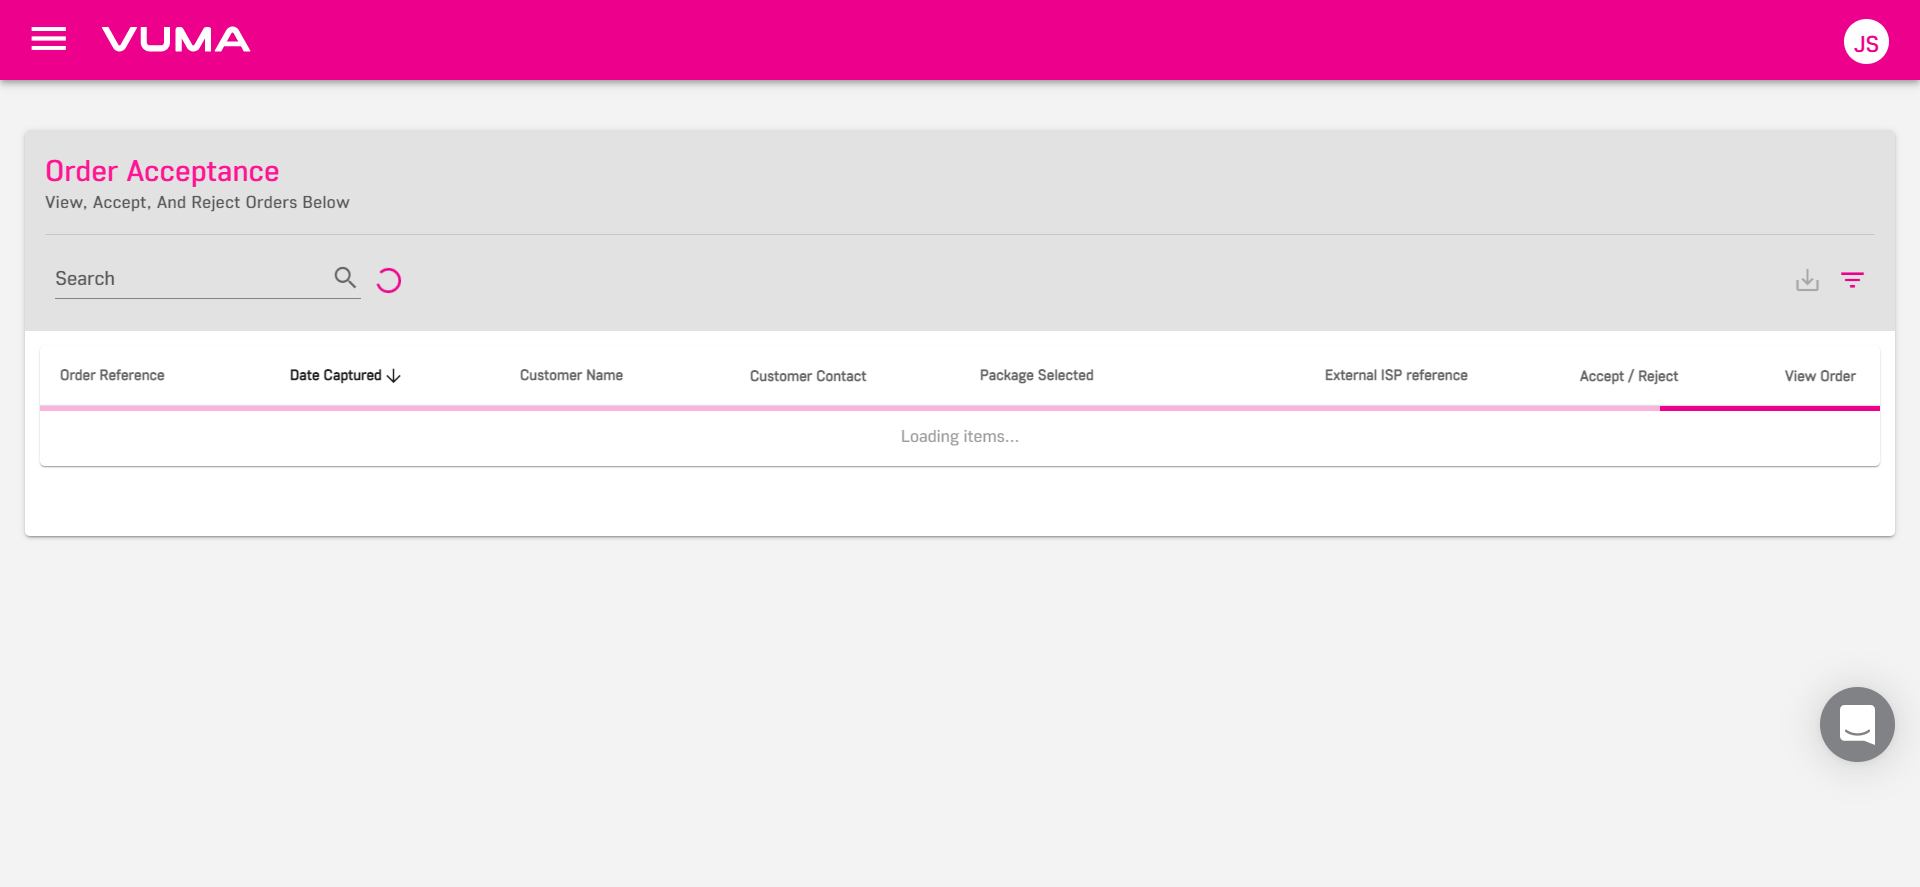 VUMA
JS
Order Acceptance
View, Accept, And Reject Orders Below
Search
Order Reference Date Captured Customer Name Customer Contact Package Selected External ISP reference Accept / Reject View Order
Loading items...